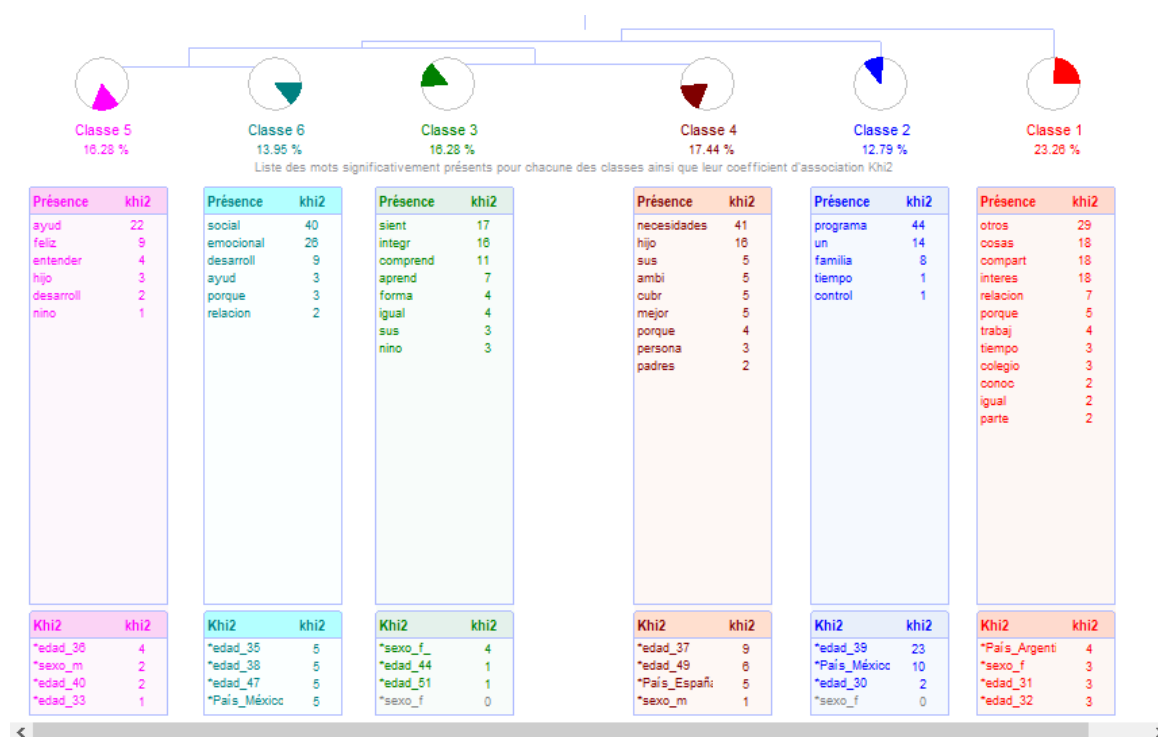 Classe 5 Classe 6 Classe 3 Classe 4 Classe 2 Classe 1
16.28 % 13.95 % 16.28 % 17.44 % 12.79 % 23.26 %
Liste des mots significativement présents pour chacune des classes ainsi que leur coefficient d'association Khi2
Présence khi2
ayud 22
feliz 9
entender 4
hijo 3
desarroll 2
nino 1
Présence khi2
social 40
emocional 26
desarroll 9
ayud 3
porque 3
relacion 2
Présence khi2
sient 17
integr 16
comprend 11
aprend 7
forma 4
igual 4
sus 3
nino 3
Présence khi2
necesidades 41
hijo 16
sus 5
ambi 5
cubr 5
mejor 5
porque 4
persona 3
padres 2
Présence khi2
programa 44
un 14
familia 8
tiempo 1
control 1
Présence khi2
otros 29
cosas 18
compart 18
interes 18
relacion 7
porque 5
trabaj 4
tiempo 3
colegio 3
conoc 2
igual 2
parte 2
Khi2 khi2
*edad_36 4
*sexo_m 2
*edad_40 2
*edad_33 1
Khi2 khi2
*edad_35 5
*edad_38 5
*edad_47 5
*País_Méxicc 5
Khi2 khi2
*sexo_f_ 4
*edad_44 1
*edad_51 1
*sexo_f 0
Khi2 khi2
*edad_37 9
*edad_49 6
*País_España 5
*sexo_m 1
Khi2 khi2
*edad_39 23
*País_Méxicc 10
*edad_30 2
*sexo_f 0
Khi2 khi2
*País_Argenti 4
*sexo_f 3
*edad_31 3
*edad_32 3